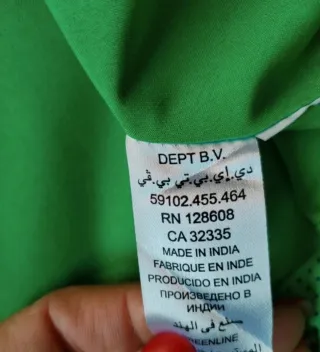 DEPT B.V.
دي.إي.بي.تي بي.ڤي
59102.455.464
RN 128608
CA 32335
MADE IN INDIA
FABRIQUE EN INDE
PRODUCIDO EN INDIA
ПРОИЗВЕДЕНО В
ИНДИИ
صنع في الهند